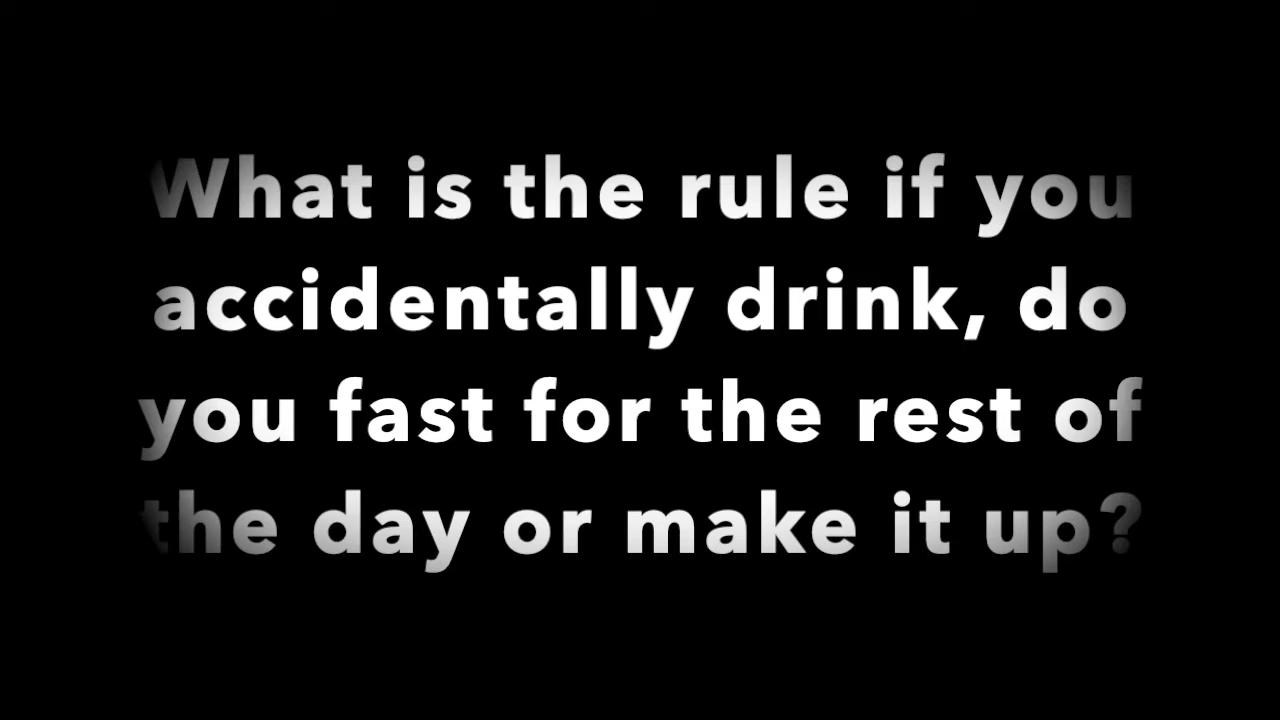 What is the rule if you
accidentally drink, do
you fast for the rest of
the day or make it up?